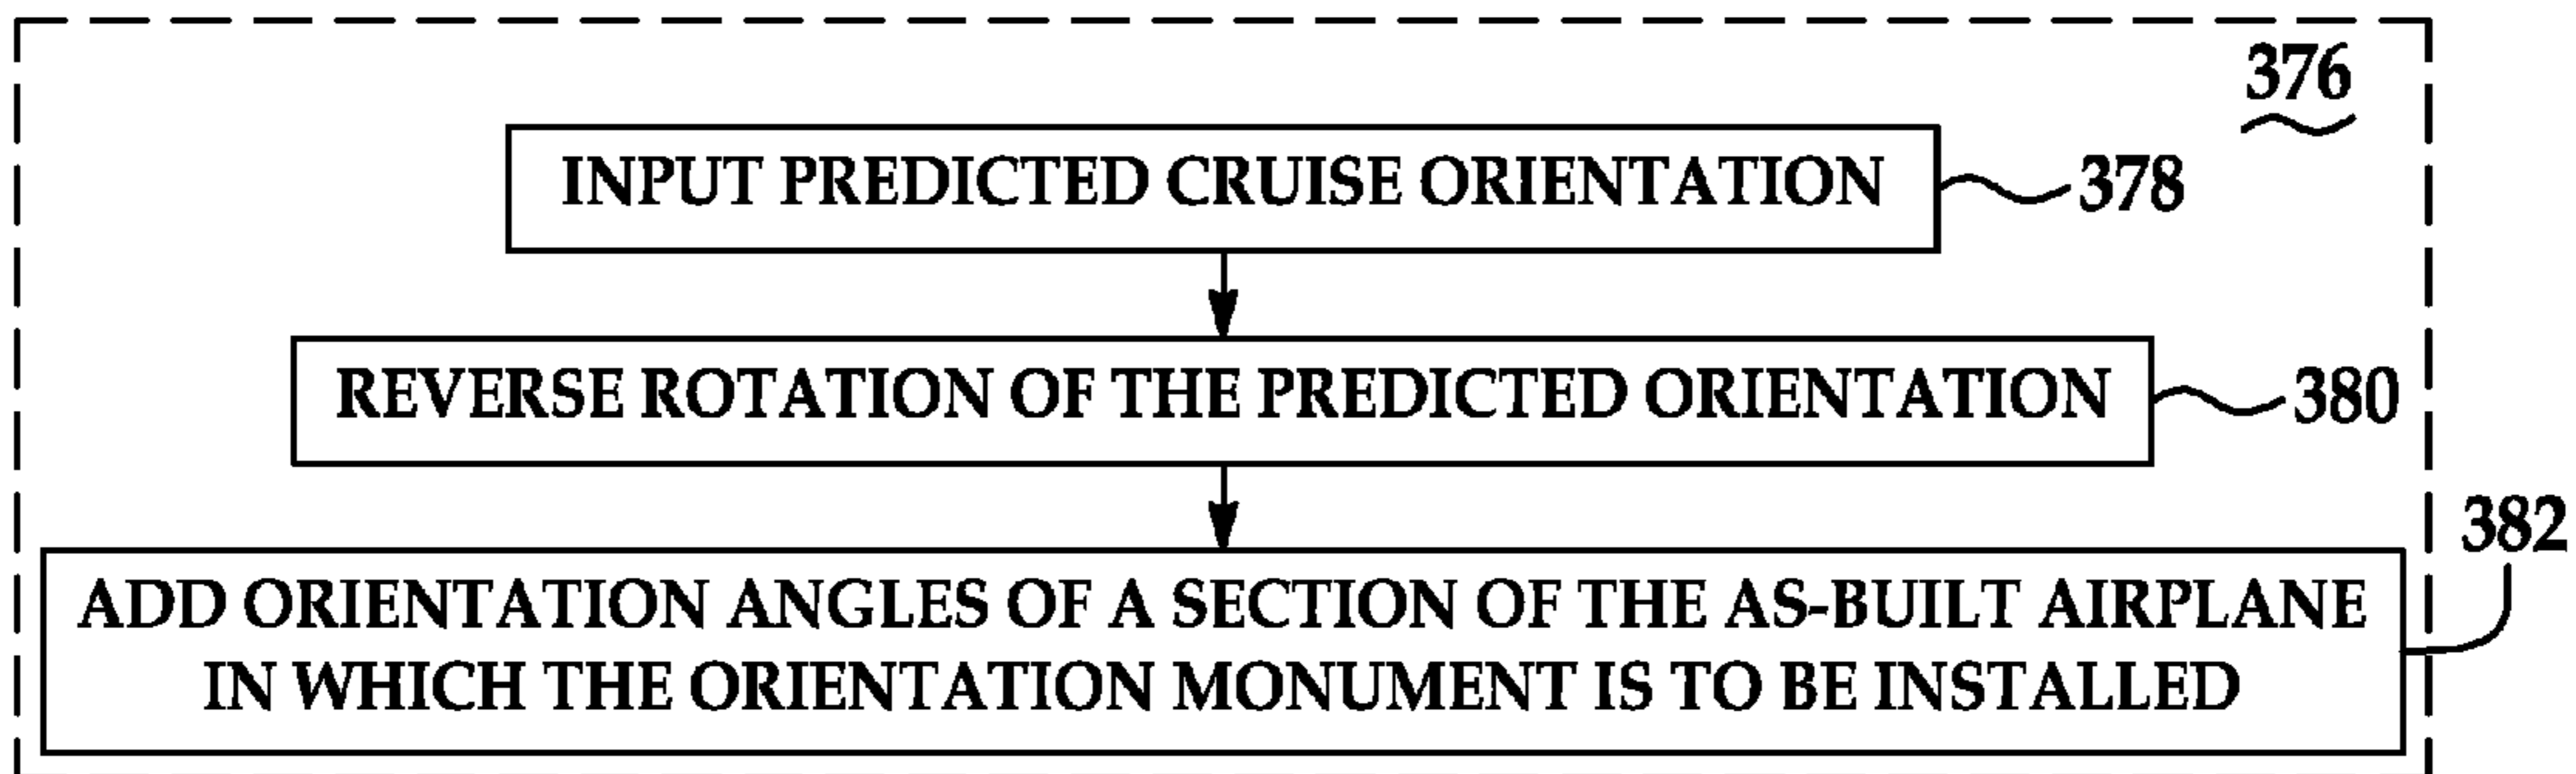 376
INPUT PREDICTED CRUISE ORIENTATION
378
REVERSE ROTATION OF THE PREDICTED ORIENTATION
380
382
ADD ORIENTATION ANGLES OF A SECTION OF THE AS-BUILT AIRPLANE
IN WHICH THE ORIENTATION MONUMENT IS TO BE INSTALLED